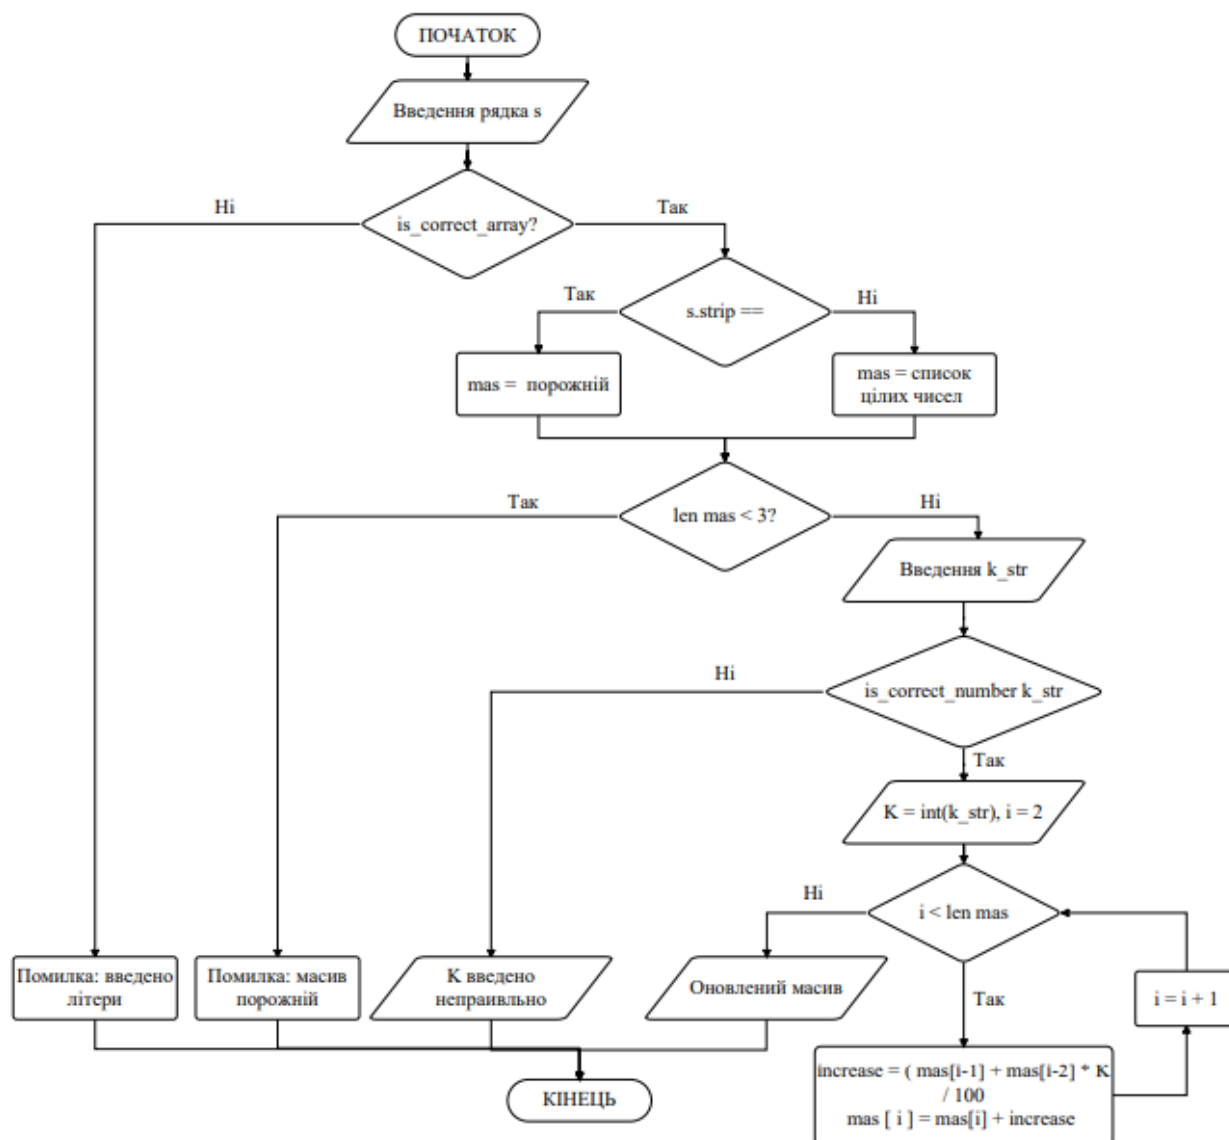 ПОЧАТОК
Введення рядка s
is_correct_array?
Ні
Так
s.strip ==
Так
Ні
mas = порожній
mas = список
цілих чисел
len mas < 3?
Так
Ні
Введення k_str
is_correct_number k_str
Ні
Так
K = int(k_str), i = 2
i < len mas
Ні
Так
Помилка: введено
літери
Помилка: масив
порожній
K введено
неправивльно
Оновлений масив
i = i + 1
increase = ( mas[i-1] + mas[i-2] * K
/ 100
mas [ i ] = mas[i] + increase
КІНЕЦЬ